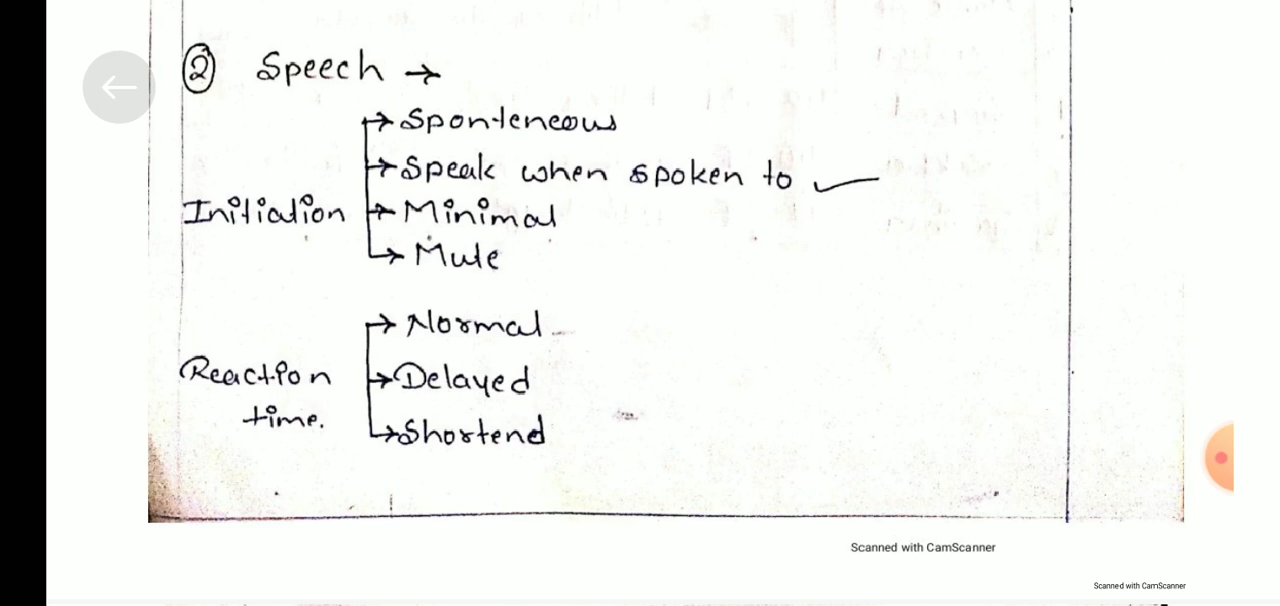 ② Speech →
→ Sponteneous
→ Speak when spoken to
Initiation → Minimal
→ Mute
→ Normal
Reaction → Delayed
time.
→ Shortend
Scanned with CamScanner
Scanned with CamScanner